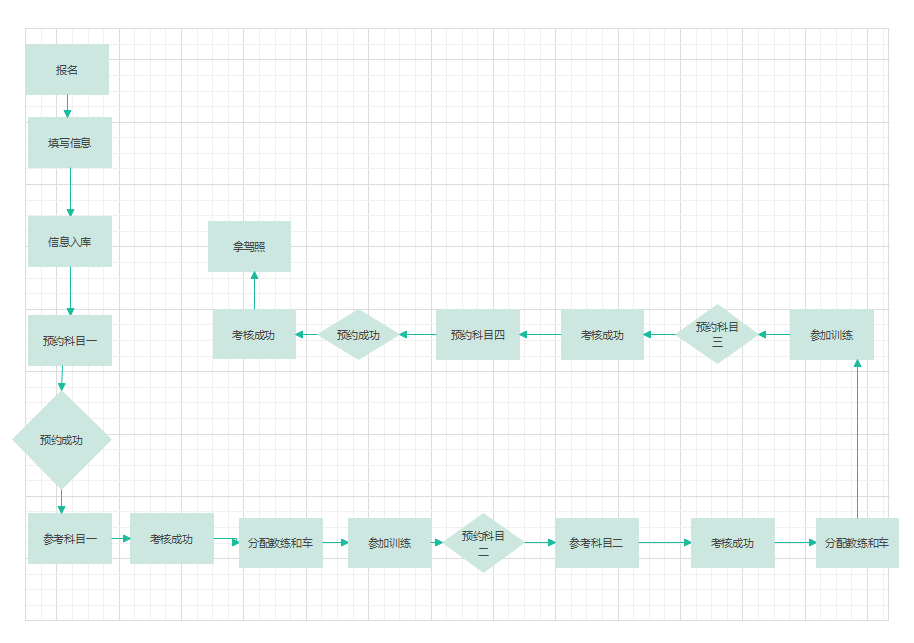 报名
填写信息
信息入库
拿驾照
考核成功
预约成功
预约科目四
考核成功
预约科目
三
参加训练
预约科目一
预约成功
参考科目一
考核成功
分配教练和车
参加训练
预约科目
二
参考科目二
考核成功
分配教练和车